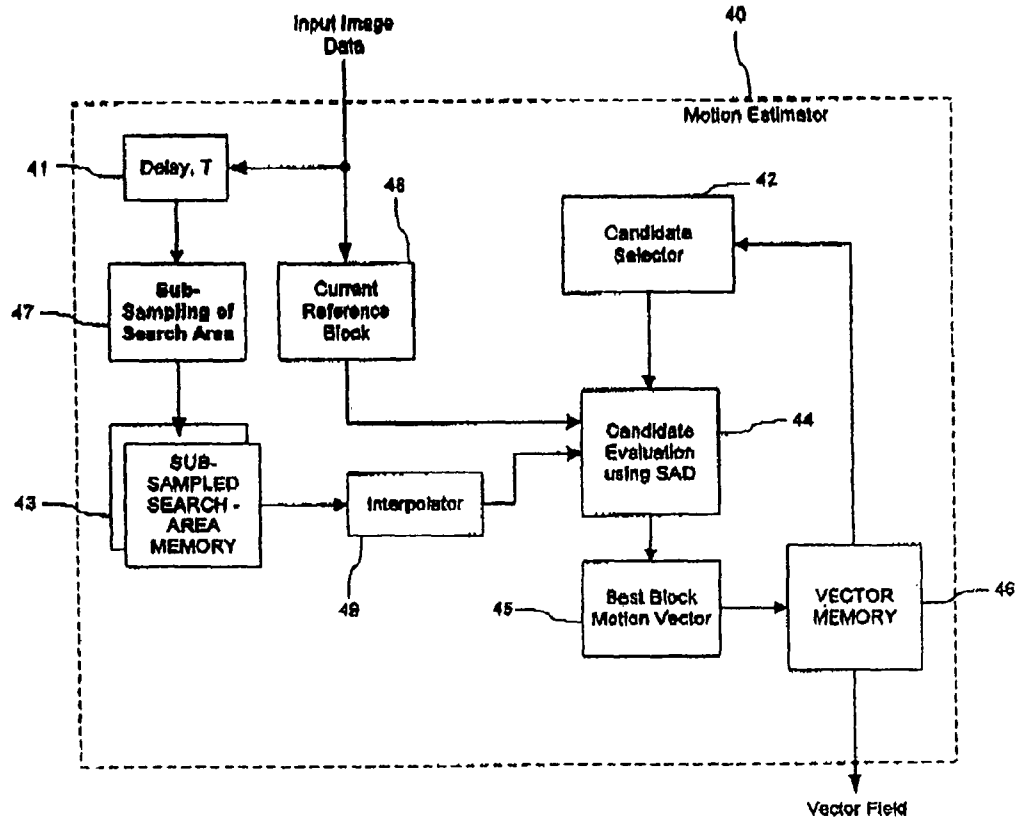 Input Image
Data
40
Motion Estimator
41
Delay, T
48
42
Candidate
Selector
Sub-
Sampling of
Search Area
47
Current
Reference
Block
Candidate
Evaluation
using SAD
44
SUB-
SAMPLED
SEARCH -
AREA
MEMORY
43
Interpolator
49
Best Block
Motion Vector
45
VECTOR
MEMORY
46
Vector Field